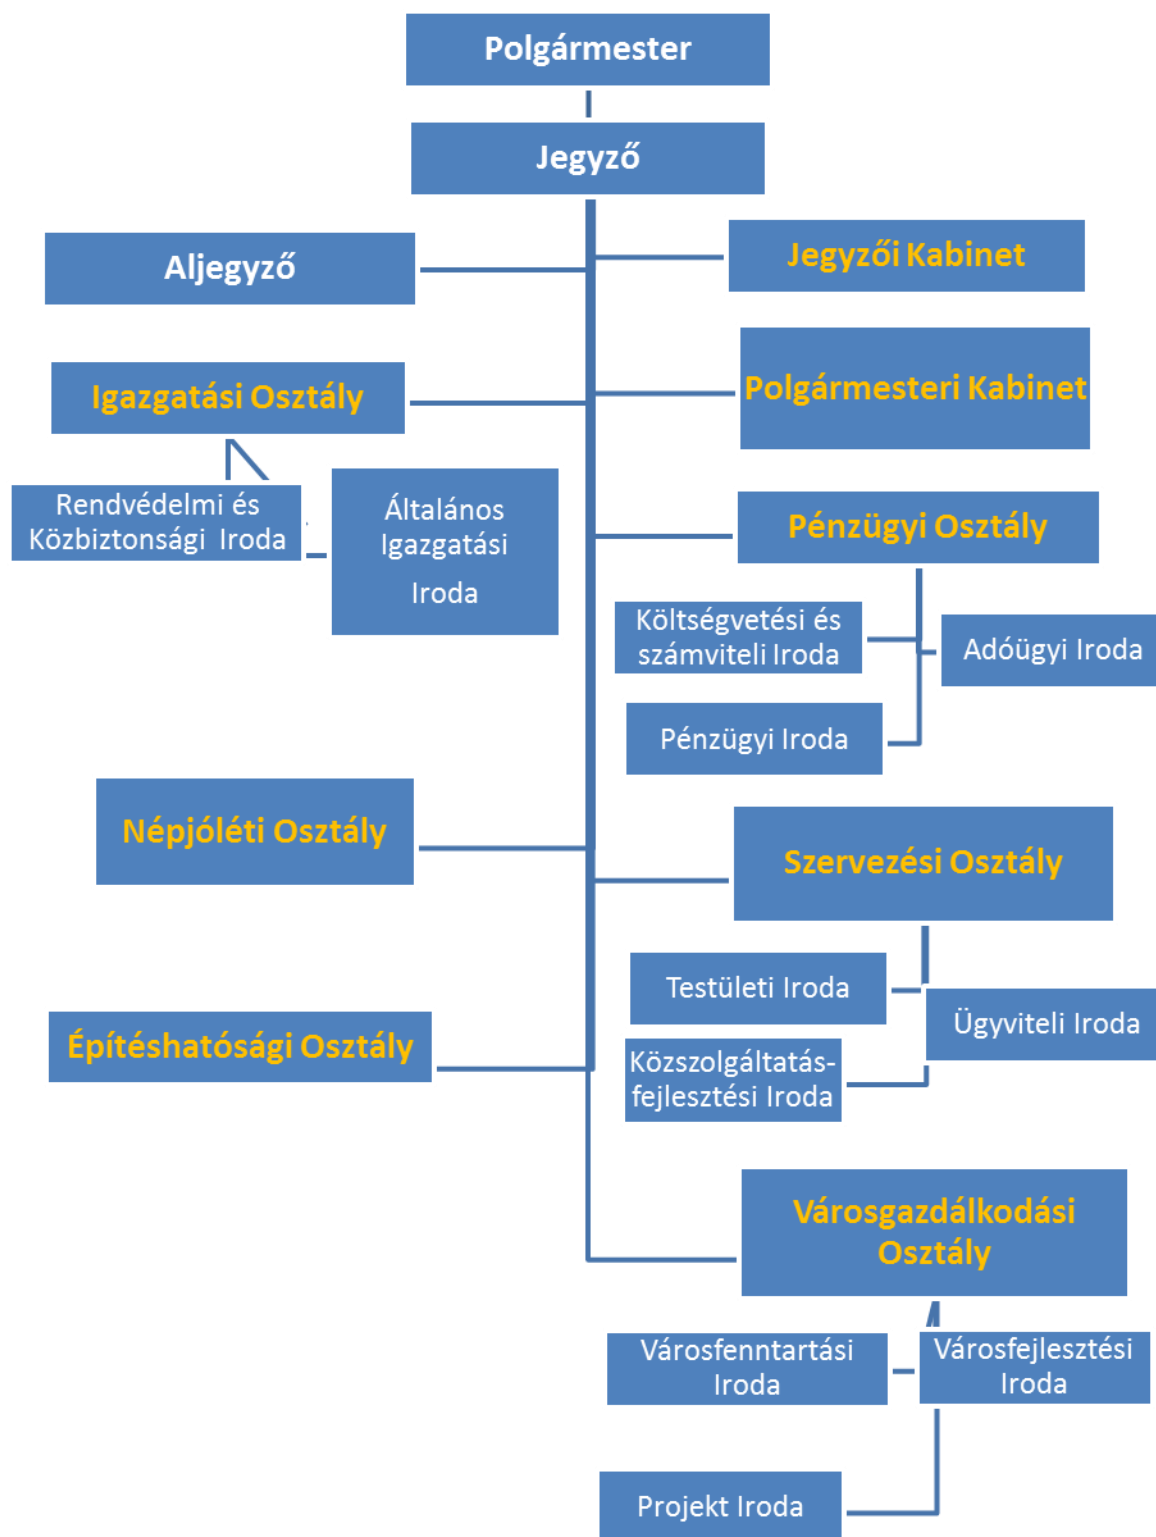 Polgármester
Jegyző
Aljegyző
Jegyzői Kabinet
Igazgatási Osztály
Polgármesteri Kabinet
Rendvédelmi és
Közbiztonsági Iroda
Általános
Igazgatási
Iroda
Pénzügyi Osztály
Költségvetési és
számviteli Iroda
Adóügyi Iroda
Pénzügyi Iroda
Népjóléti Osztály
Szervezési Osztály
Testületi Iroda
Ügyviteli Iroda
Építéshatósági Osztály
Közszolgáltatás-
fejlesztési Iroda
Városgazdálkodási
Osztály
Városfenntartási
Iroda
Városfejlesztési
Iroda
Projekt Iroda